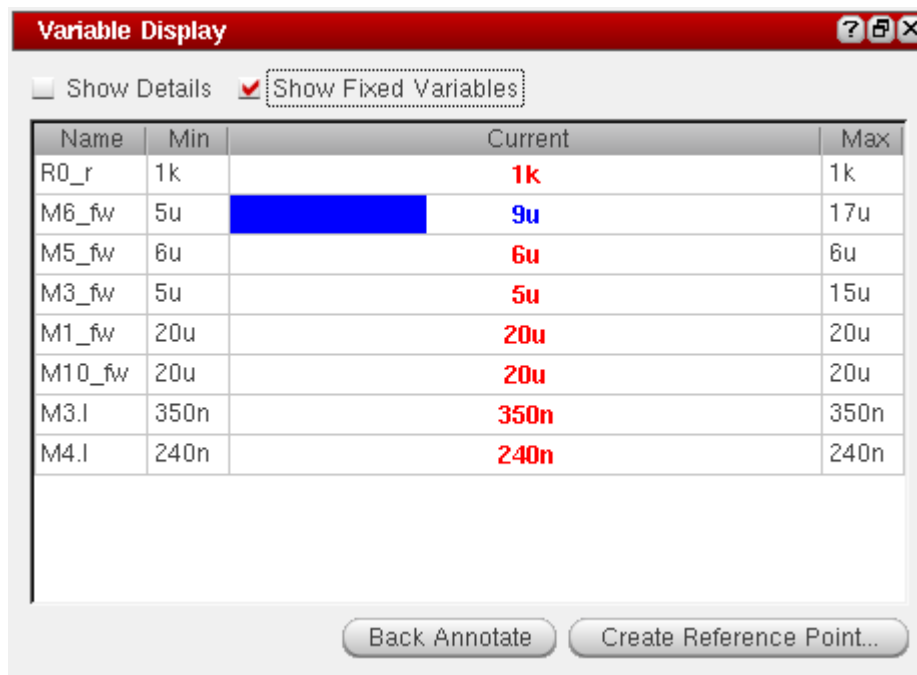 Variable Display
Show Details Show Fixed Variables
Name Min Current Max
R0_r 1k 1k 1k
M6_fw 5u 9u 17u
M5_fw 6u 6u 6u
M3_fw 5u 5u 15u
M1_fw 20u 20u 20u
M10_fw 20u 20u 20u
M3.l 350n 350n 350n
M4.l 240n 240n 240n
Back Annotate Create Reference Point...